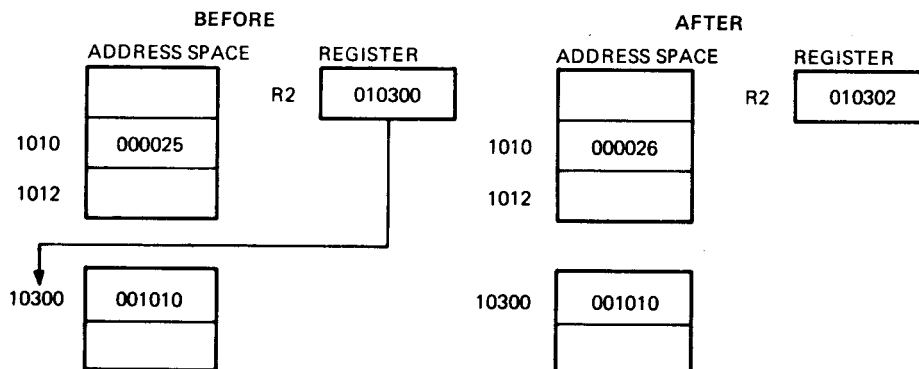 BEFORE
ADDRESS SPACE REGISTER
R2 010300
1010 000025
1012
10300 001010
AFTER
ADDRESS SPACE REGISTER
R2 010302
1010 000026
1012
10300 001010